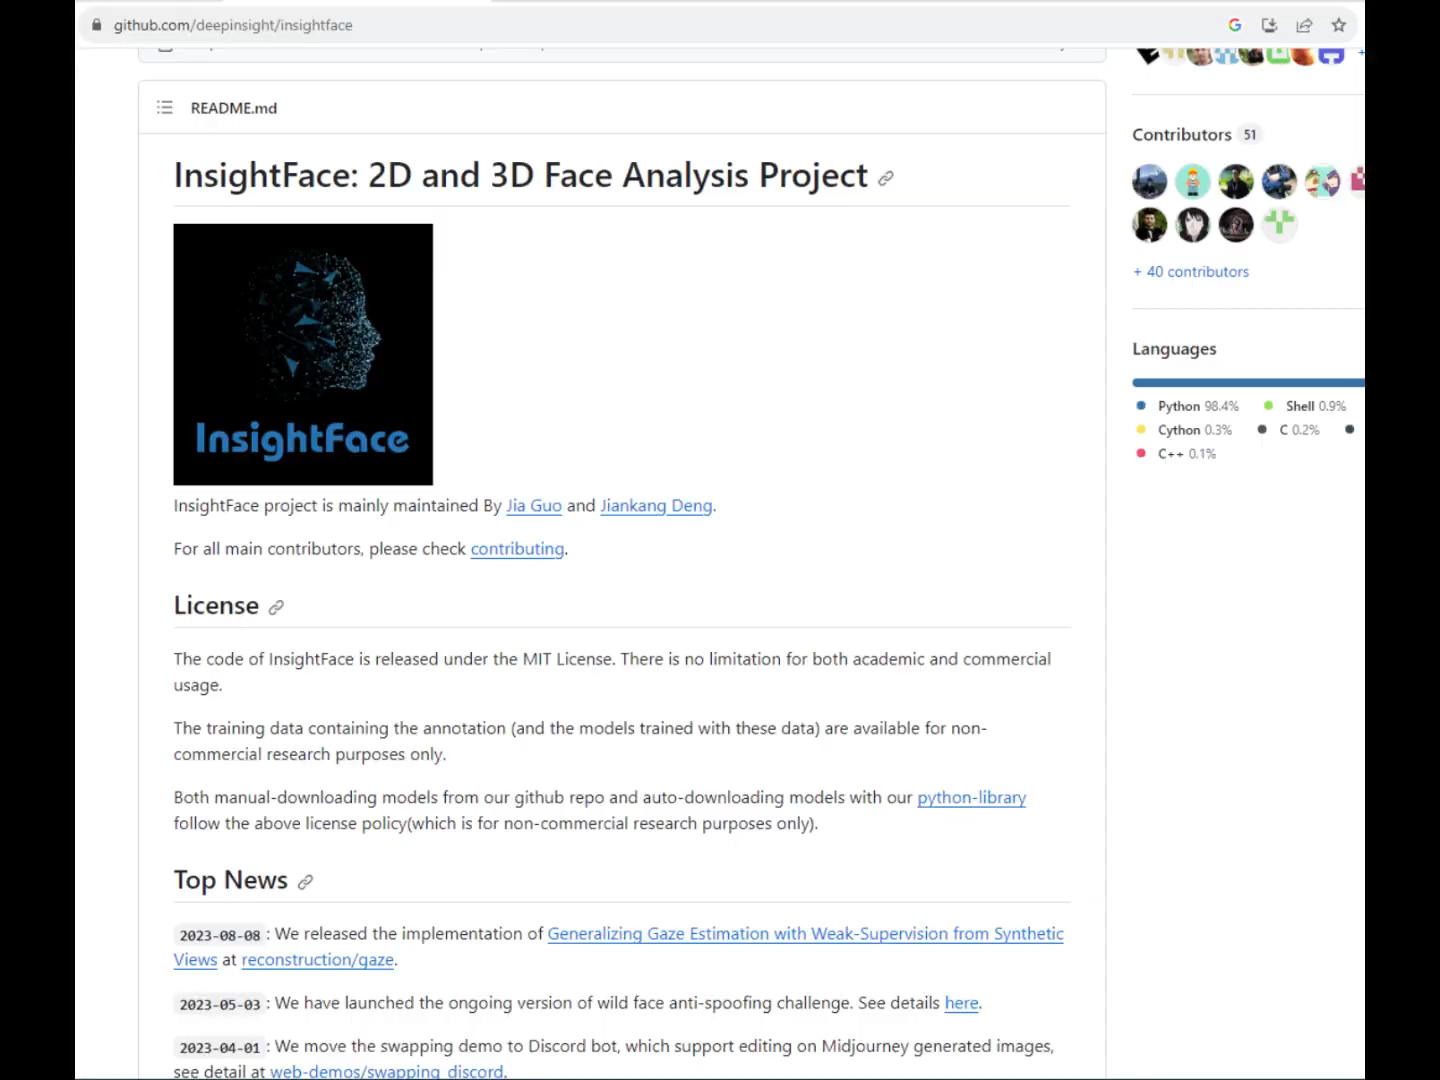 github.com/deepinsight/insightface
README.md
InsightFace: 2D and 3D Face Analysis Project
InsightFace
InsightFace project is mainly maintained By Jia Guo and Jiankang Deng.
For all main contributors, please check contributing.
License
The code of InsightFace is released under the MIT License. There is no limitation for both academic and commercial
usage.
The training data containing the annotation (and the models trained with these data) are available for non-
commercial research purposes only.
Both manual-downloading models from our github repo and auto-downloading models with our python-library
follow the above license policy(which is for non-commercial research purposes only).
Top News
2023-08-08 : We released the implementation of Generalizing Gaze Estimation with Weak-Supervision from Synthetic
Views at reconstruction/gaze.
2023-05-03 : We have launched the ongoing version of wild face anti-spoofing challenge. See details here.
2023-04-01 : We move the swapping demo to Discord bot, which support editing on Midjourney generated images,
see detail at web-demos/swapping_discord.
Contributors 51
+ 40 contributors
Languages
Python 98.4% Shell 0.9%
Cython 0.3% C 0.2%
C++ 0.1%